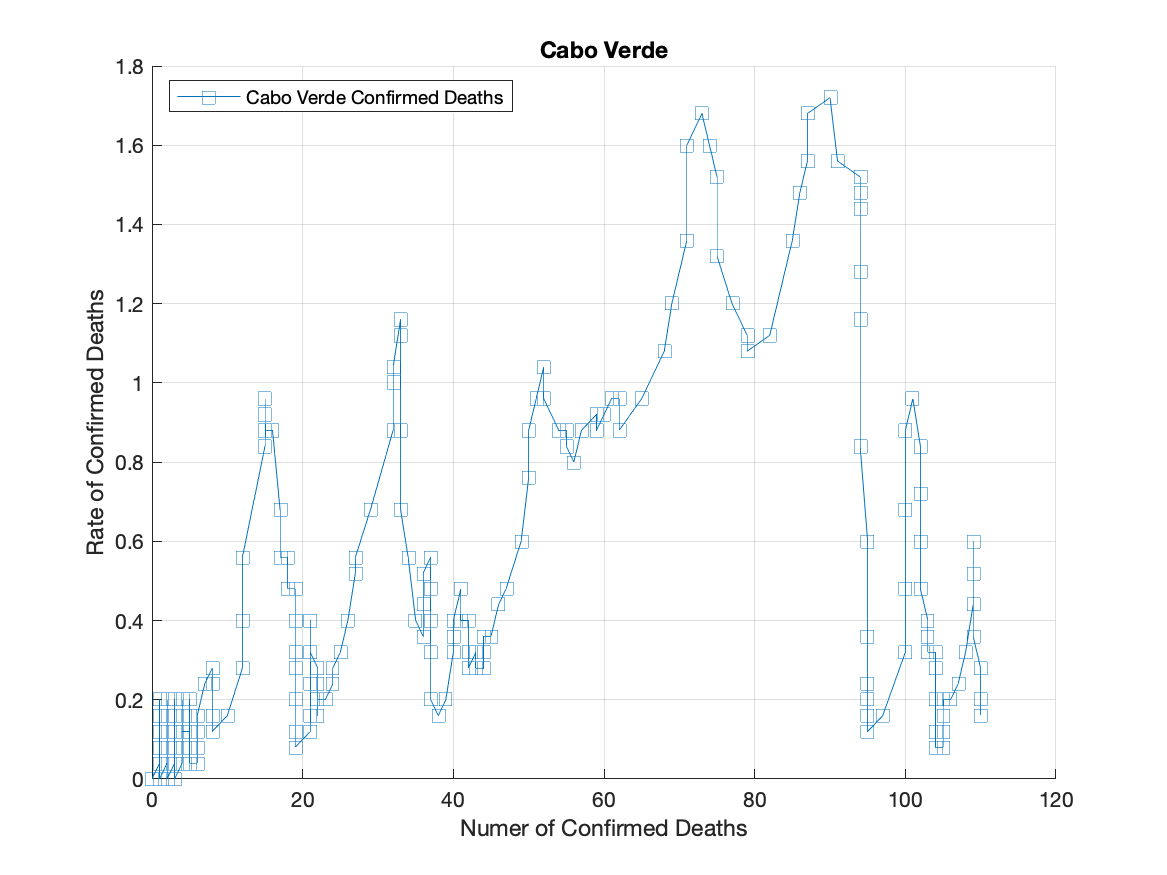 Cabo Verde
Cabo Verde Confirmed Deaths
Rate of Confirmed Deaths
1.8
1.6
1.4
1.2
1
0.8
0.6
0.4
0.2
0
0 20 40 60 80 100 120
Numer of Confirmed Deaths